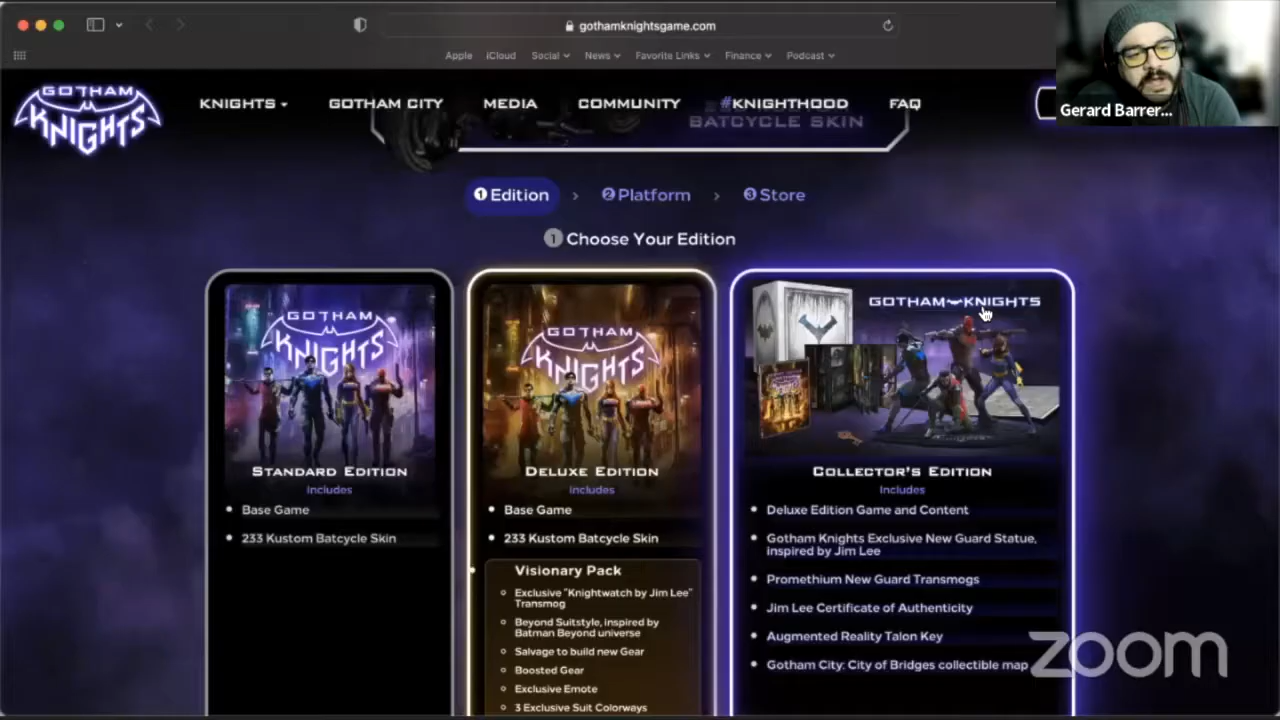 gothamknightsgame.com
Apple
iCloud
Social
News
Favorite Links
Finance
Podcast
GOTHAM
KNIGHTS
KNIGHTS
GOTHAM CITY
MEDIA
COMMUNITY
#KNIGHTHOOD
FAQ
Gerard Barrer...
BATCYCLE SKIN
1 Edition
2 Platform
3 Store
1 Choose Your Edition
GOTHAM
KNIGHTS
STANDARD EDITION
Includes
Base Game
233 Kustom Batcycle Skin
GOTHAM
KNIGHTS
DELUXE EDITION
Includes
Base Game
233 Kustom Batcycle Skin
Visionary Pack
Exclusive "Knightwatch by Jim Lee"
Transmog
Beyond Suitstyle, inspired by
Batman Beyond universe
Salvage to build new Gear
Boosted Gear
Exclusive Emote
3 Exclusive Suit Colorways
GOTHAM KNIGHTS
COLLECTOR'S EDITION
Includes
Deluxe Edition Game and Content
Gotham Knights Exclusive New Guard Statue,
inspired by Jim Lee
Promethium New Guard Transmogs
Jim Lee Certificate of Authenticity
Augmented Reality Talon Key
Gotham City: City of Bridges collectible map
zoom